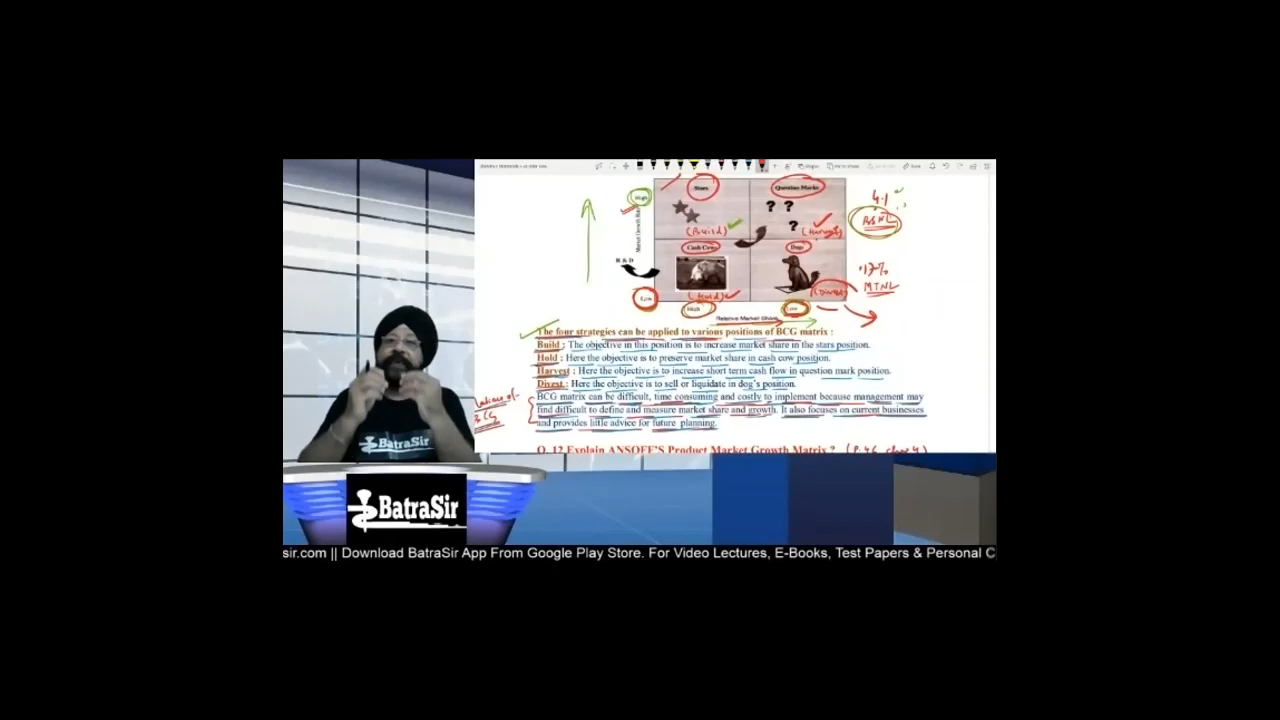 Stars
Question Marks
4.1
High
BSNL
Market Growth Rate
(Build)
(Harvest)
Cash Cow
Dogs
R & D
.17%
MTNL
Low
(Hold)
(Divest)
High
Low
Relative Market Share
The four strategies can be applied to various positions of BCG matrix :
Build : The objective in this position is to increase market share in the stars position.
Hold : Here the objective is to preserve market share in cash cow position.
Harvest : Here the objective is to increase short term cash flow in question mark position.
Divest : Here the objective is to sell or liquidate in dog's position.
BCG matrix can be difficult, time consuming and costly to implement because management may
find difficult to define and measure market share and growth. It also focuses on current businesses
and provides little advice for future planning.
Q. 12 Explain ANSOFF'S Product Market Growth Matrix ?
BatraSir
BatraSir
sir.com || Download BatraSir App From Google Play Store. For Video Lectures, E-Books, Test Papers & Personal C